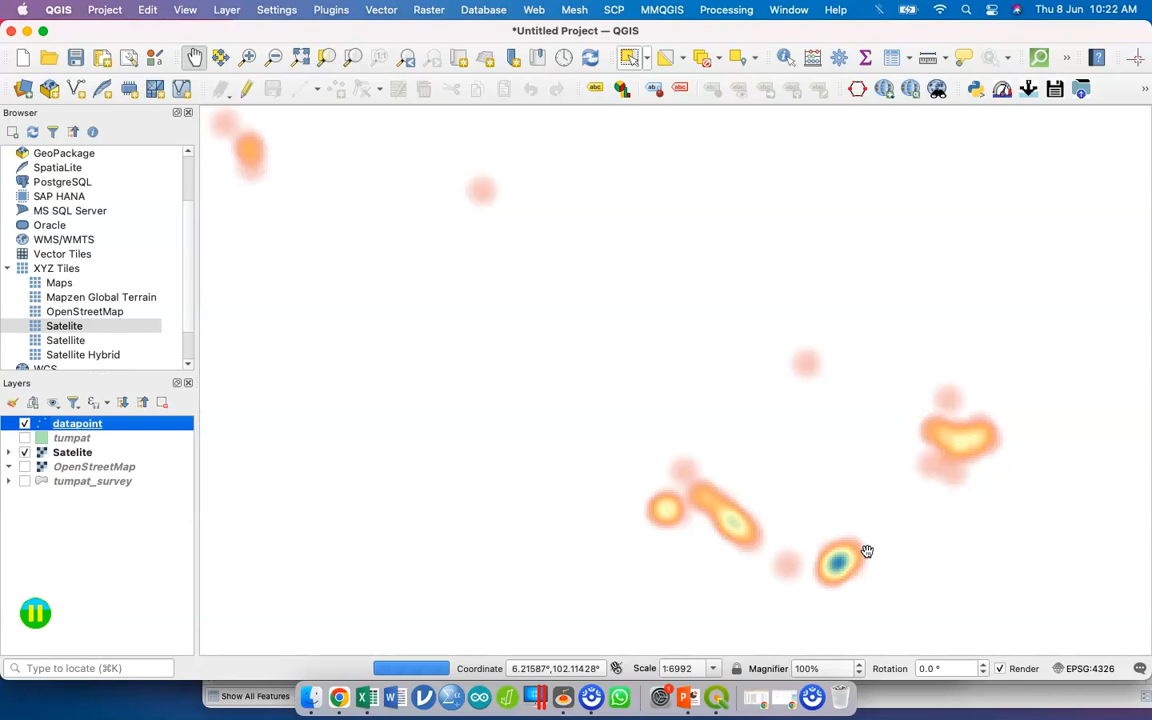 QGIS Project Edit View Layer Settings Plugins Vector Raster Database Web Mesh SCP MMQGIS Processing Window Help Thu 8 Jun 10:22 AM
*Untitled Project — QGIS
Browser
GeoPackage
SpatiaLite
PostgreSQL
SAP HANA
MS SQL Server
Oracle
WMS/WMTS
Vector Tiles
XYZ Tiles
Maps
Mapzen Global Terrain
OpenStreetMap
Satelite
Satellite
Satellite Hybrid
WCS
Layers
datapoint
tumpat
Satelite
OpenStreetMap
tumpat_survey
Type to locate (⌘K) Coordinate 6.21587°,102.11428° Scale 1:6992 Magnifier 100% Rotation 0.0 ° Render EPSG:4326
Show All Features